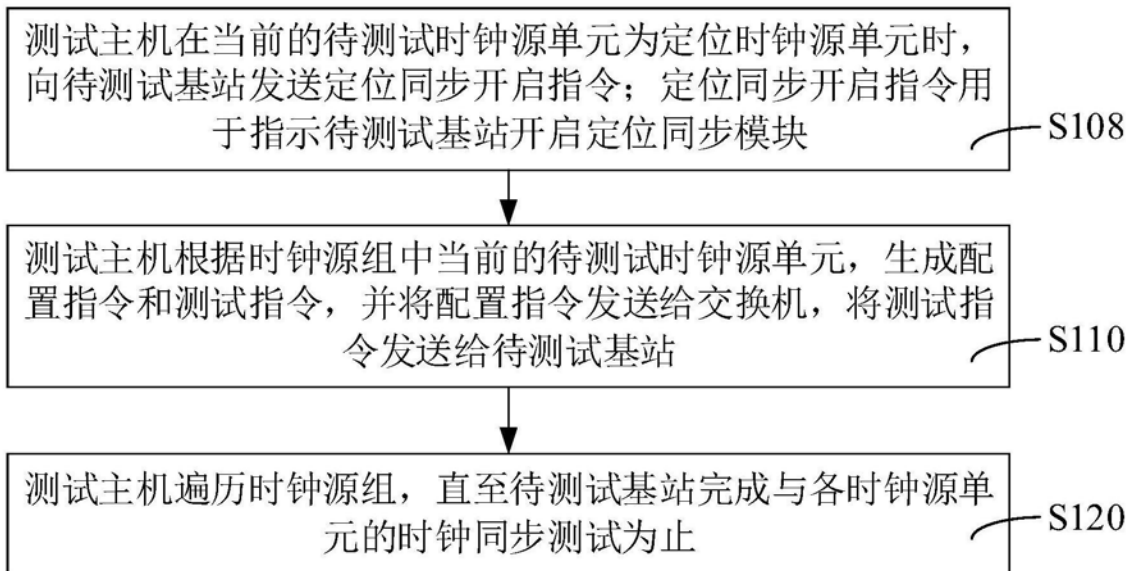 测试主机在当前的待测试时钟源单元为定位时钟源单元时，
向待测试基站发送定位同步开启指令；定位同步开启指令用
于指示待测试基站开启定位同步模块
S108
测试主机根据时钟源组中当前的待测试时钟源单元，生成配
置指令和测试指令，并将配置指令发送给交换机，将测试指
令发送给待测试基站
S110
测试主机遍历时钟源组，直至待测试基站完成与各时钟源单
元的时钟同步测试为止
S120